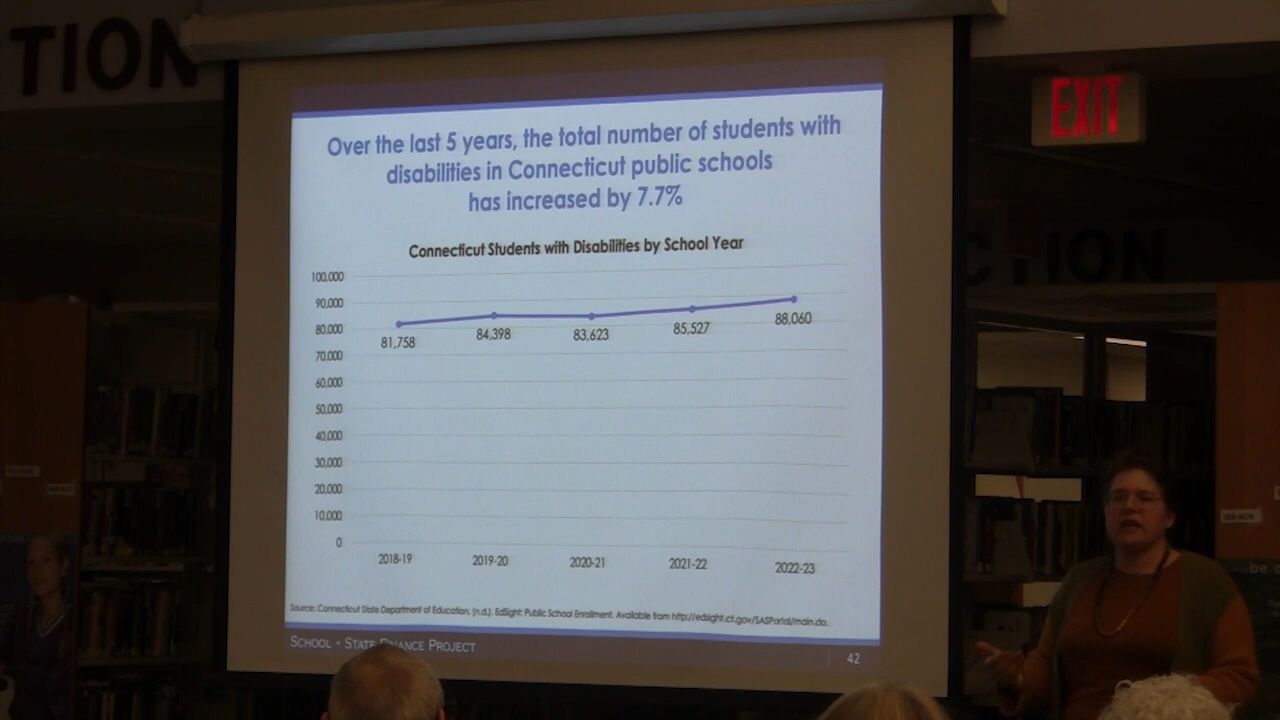 TION
EXIT
CTION
Over the last 5 years, the total number of students with
disabilities in Connecticut public schools
has increased by 7.7%
Connecticut Students with Disabilities by School Year
100,000
90,000
80,000
70,000
60,000
50,000
40,000
30,000
20,000
10,000
0
81,758
84,398
83,623
85,527
88,060
2018-19
2019-20
2020-21
2021-22
2022-23
Source: Connecticut State Department of Education. (n.d.). EdSight: Public School Enrollment. Available from http://edsight.ct.gov/SASPortal/main.do.
SCHOOL + STATE FINANCE PROJECT
42
be